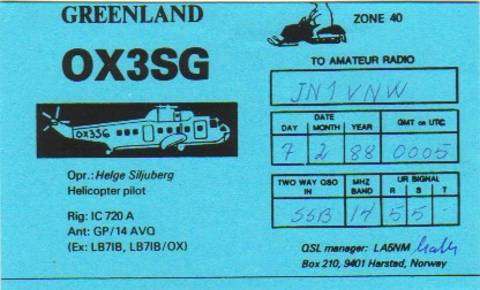 GREENLAND
ZONE 40
OX3SG
TO AMATEUR RADIO
JN1VNW
OX3SG
DATE
DAY MONTH YEAR GMT or UTC
7 2 88 0005
Opr.: Helge Siljuberg
Helicopter pilot
TWO WAY QSO IN
MHZ BAND
UR SIGNAL
R S T
SSB 14 5 5
Rig: IC 720 A
Ant: GP/14 AVQ
(Ex: LB7IB, LB7IB/OX)
QSL manager: LA5NM
Box 210, 9401 Harstad, Norway